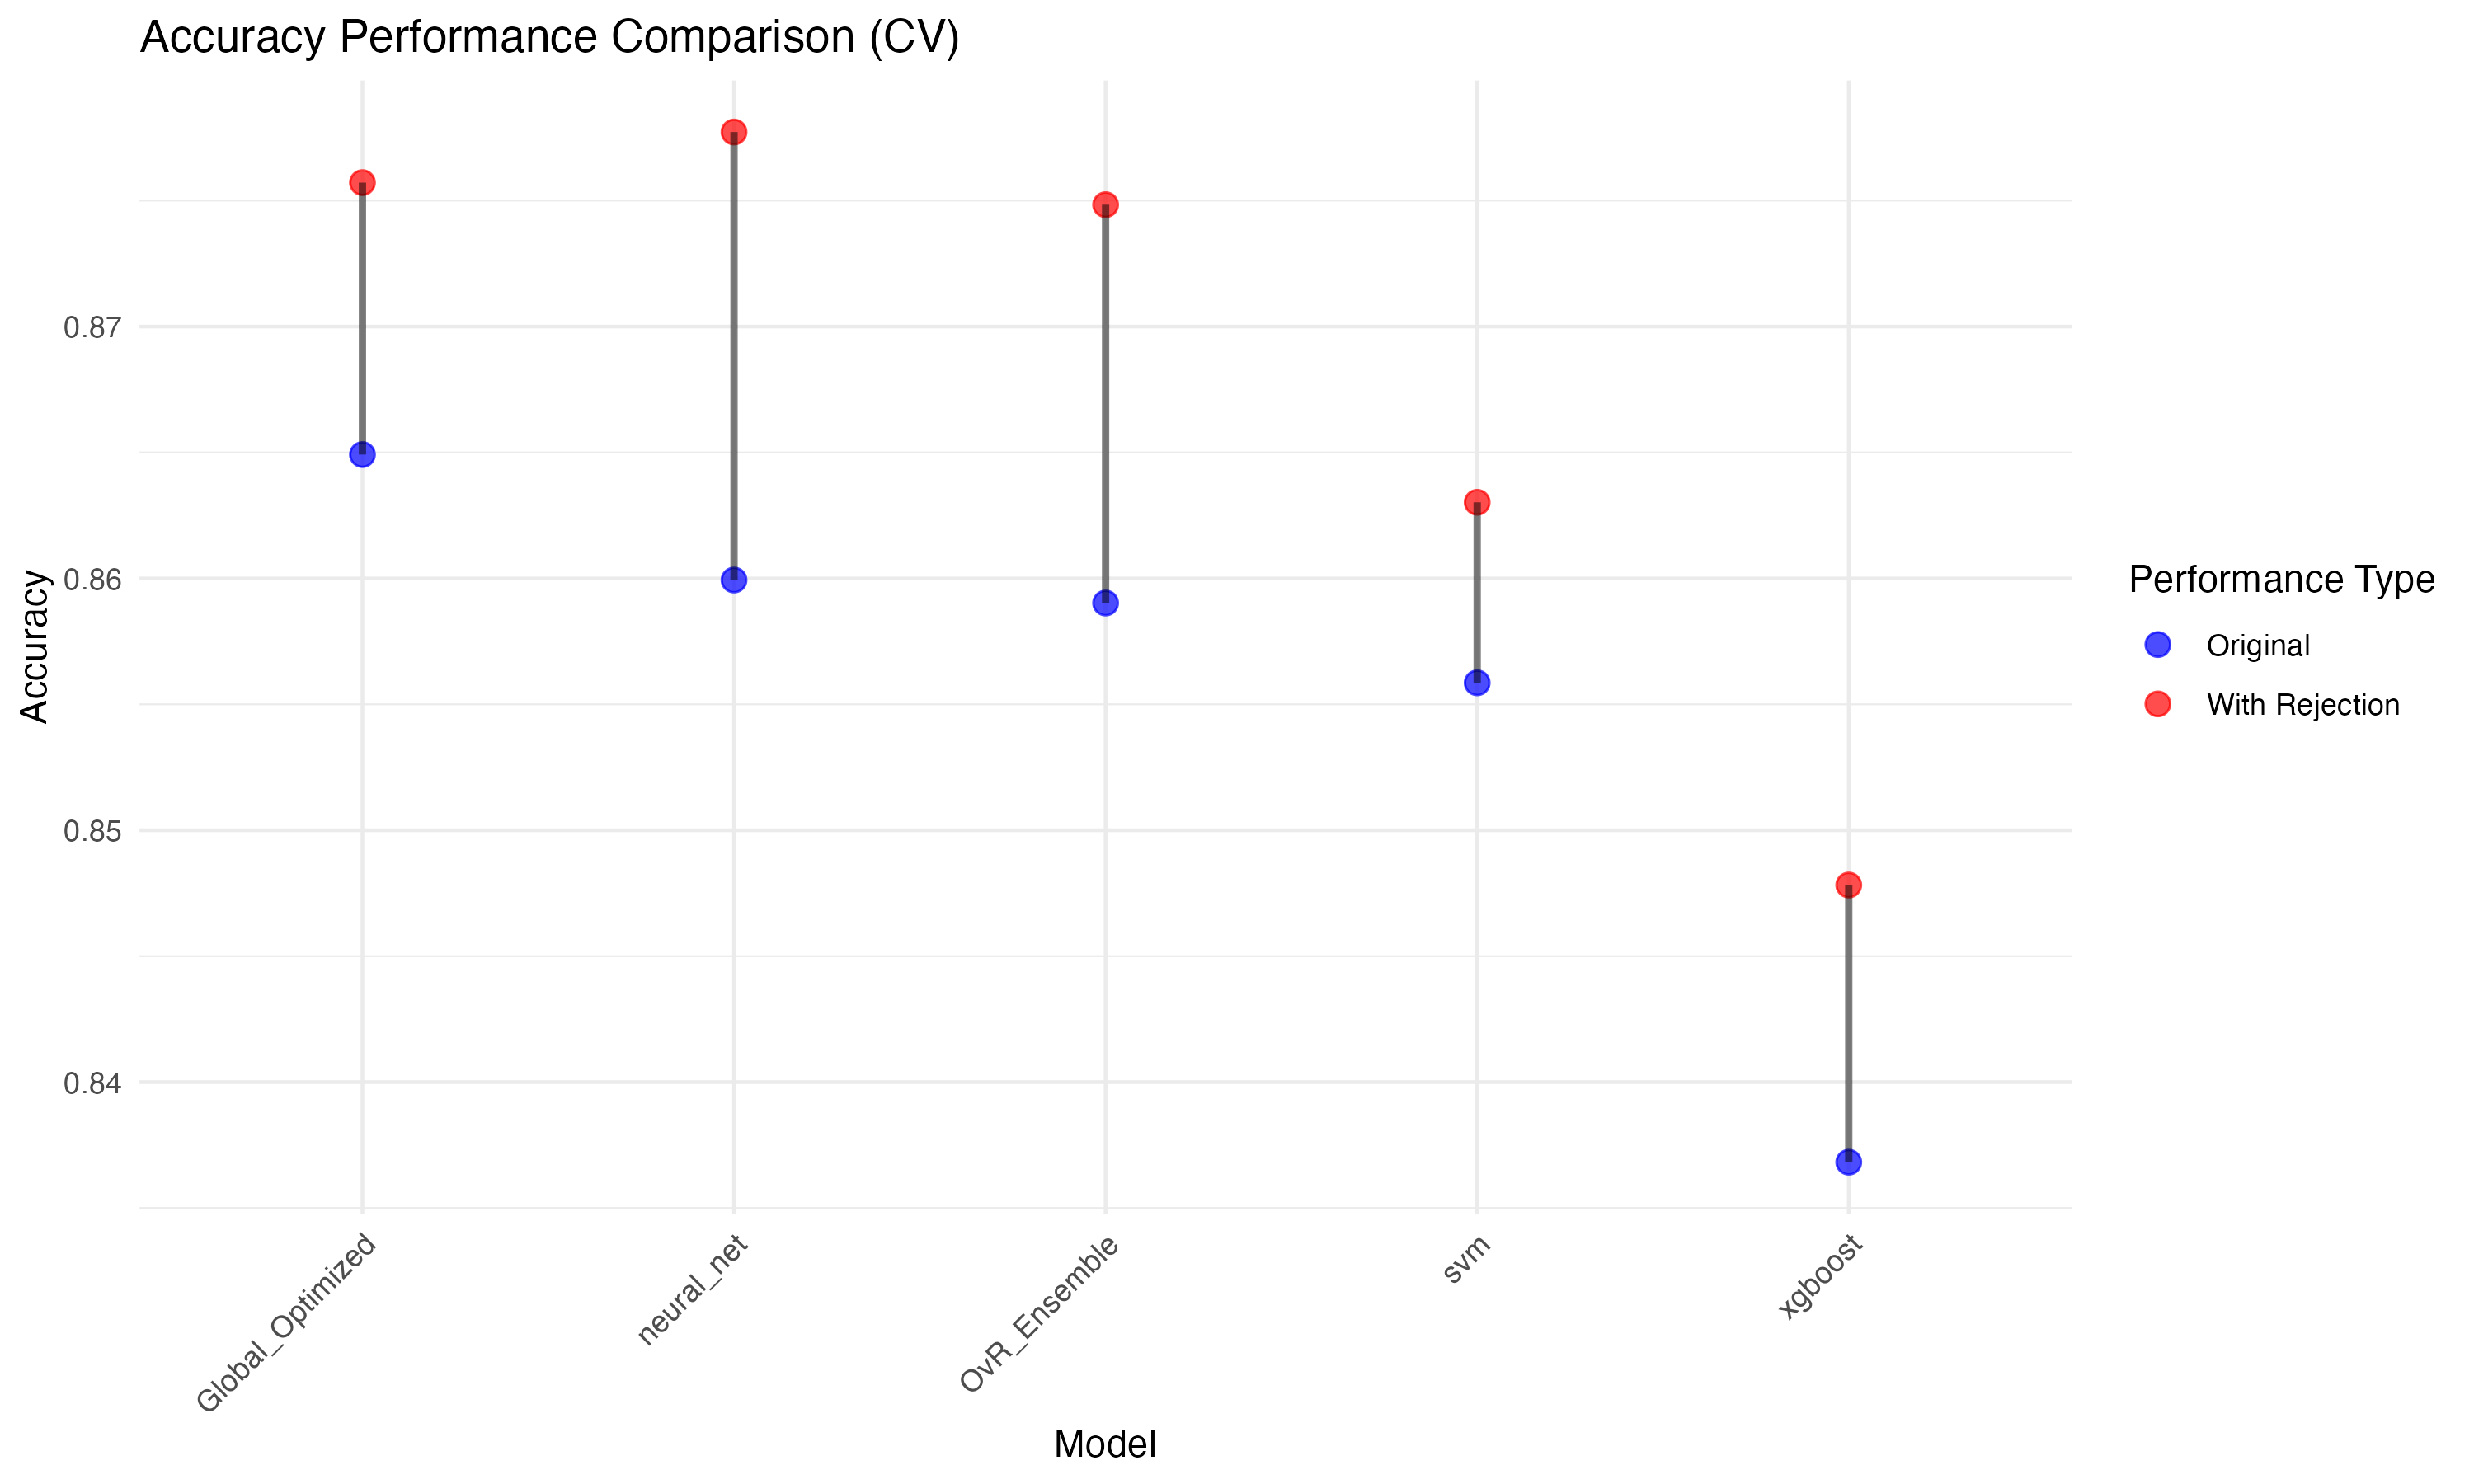 Accuracy Performance Comparison (CV)
Accuracy
0.87
0.86
0.85
0.84
Global_Optimized
neural_net
OvR_Ensemble
svm
xgboost
Model
Performance Type
Original
With Rejection